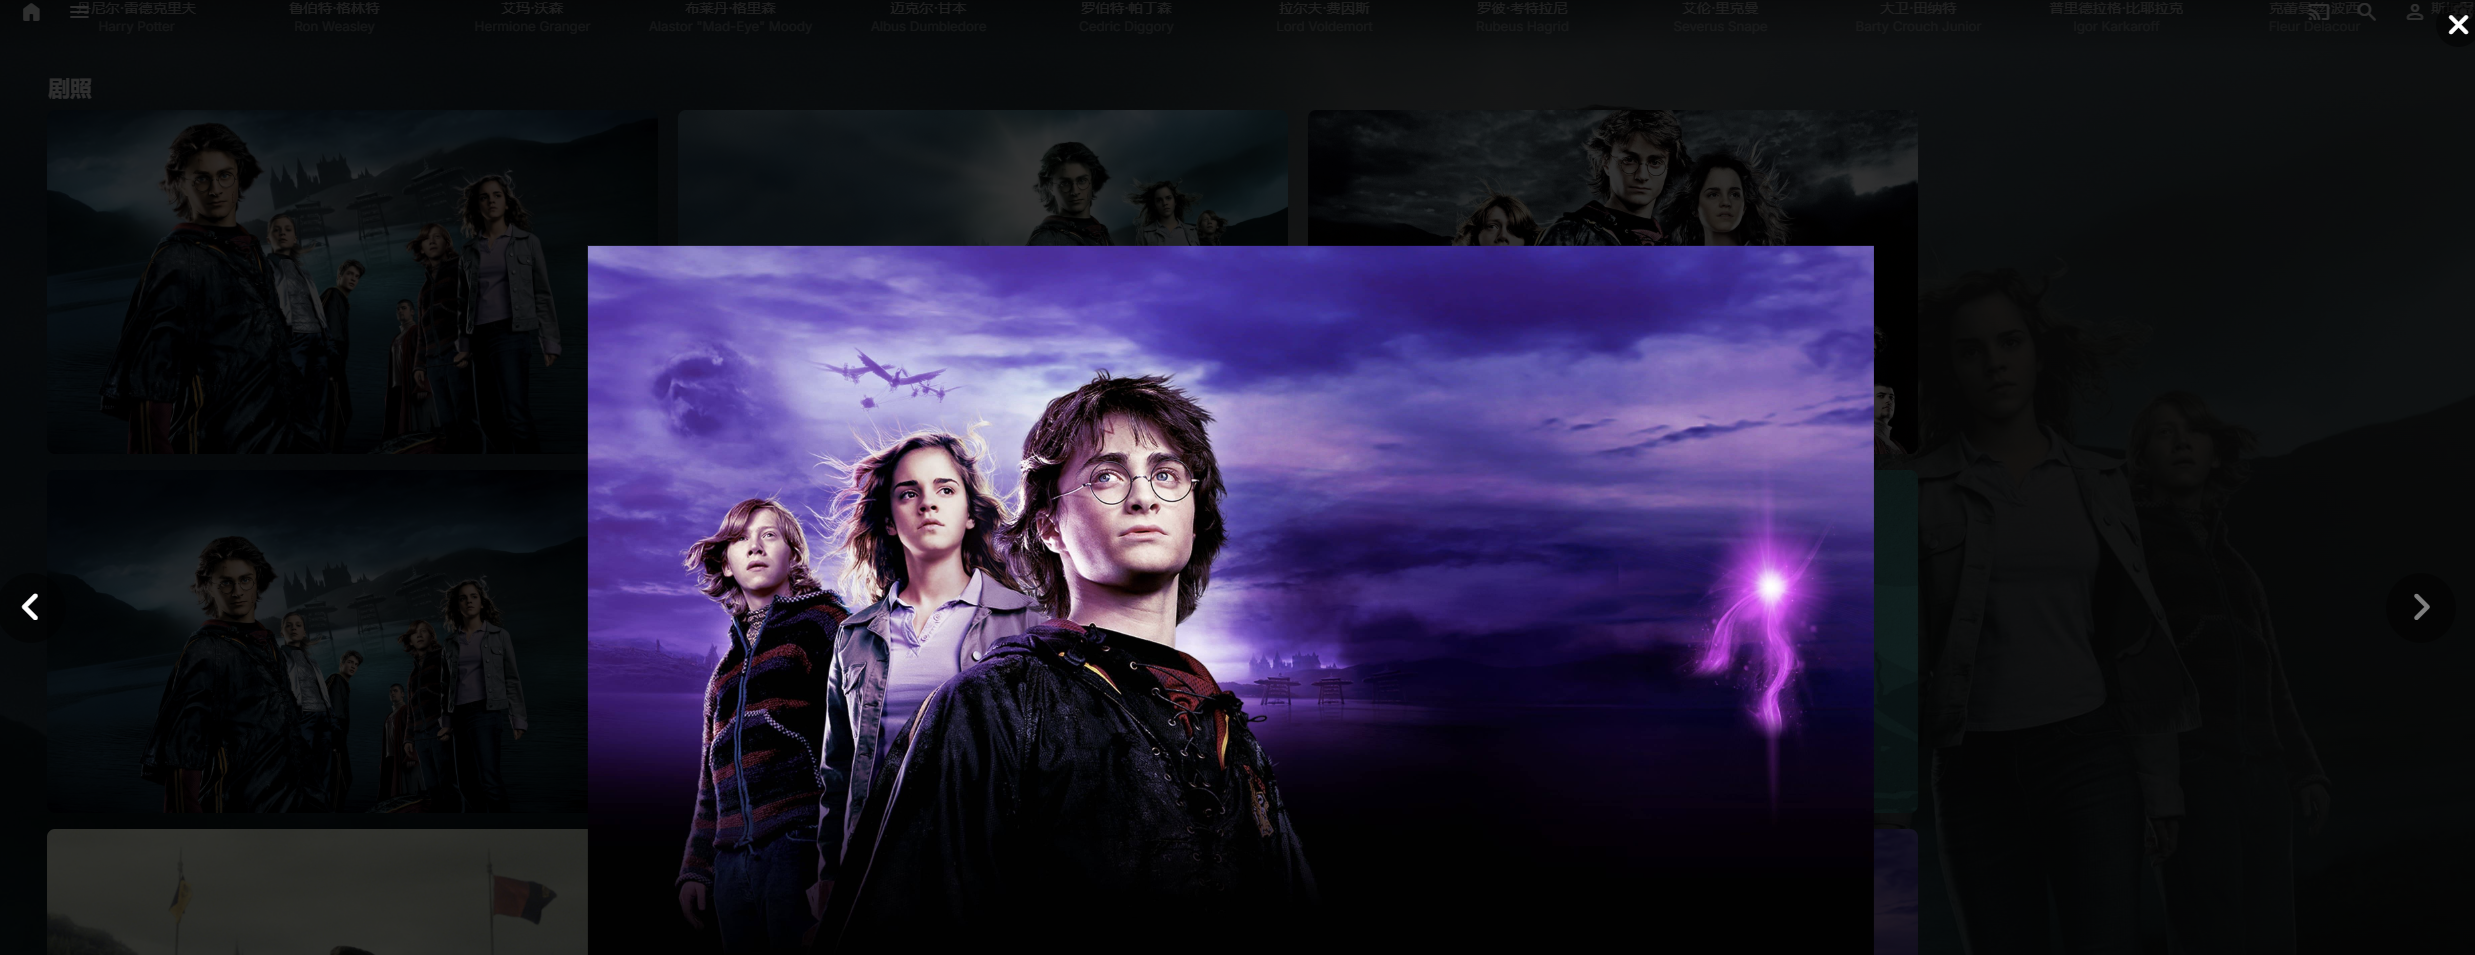 丹尼尔·雷德克里夫
鲁伯特·格林特
艾玛·沃森
布莱丹·格里森
迈克尔·甘本
罗伯特·帕丁森
拉尔夫·费因斯
罗彼·考特拉尼
艾伦·里克曼
大卫·田纳特
普里德拉格·比耶拉克
Harry Potter
Ron Weasley
Hermione Granger
Alastor "Mad-Eye" Moody
Albus Dumbledore
Cedric Diggory
Lord Voldemort
Rubeus Hagrid
Severus Snape
Barty Crouch Junior
Igor Karkaroff
Fleur Delacour
剧照